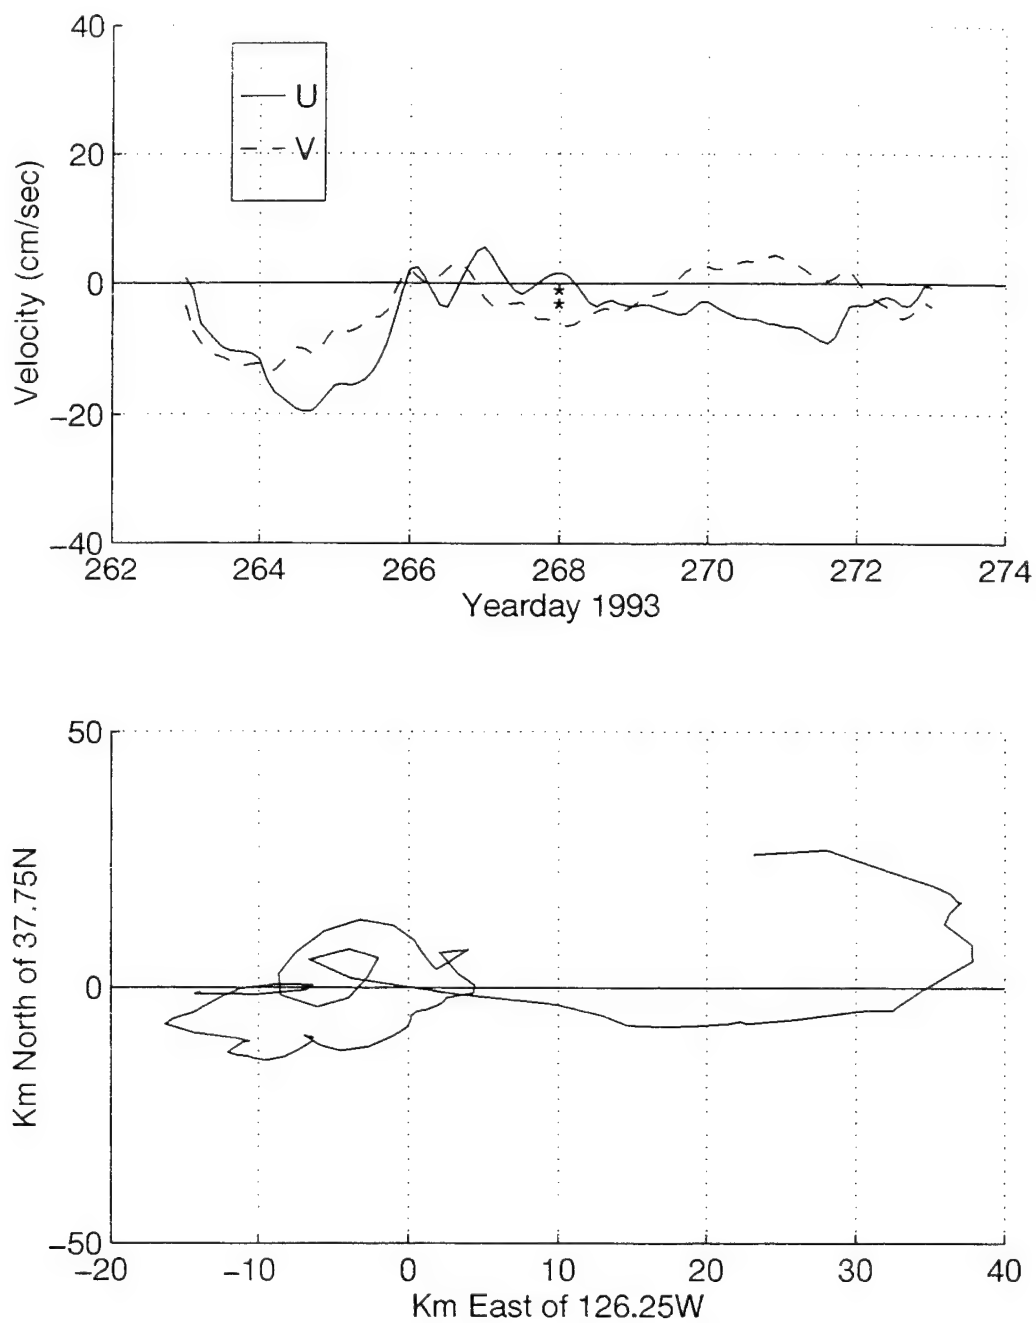 40
20
0
−20
−40
Velocity (cm/sec)
U
V
*
*
262 264 266 268 270 272 274
Yearday 1993
50
0
−50
Km North of 37.75N
−20 −10 0 10 20 30 40
Km East of 126.25W